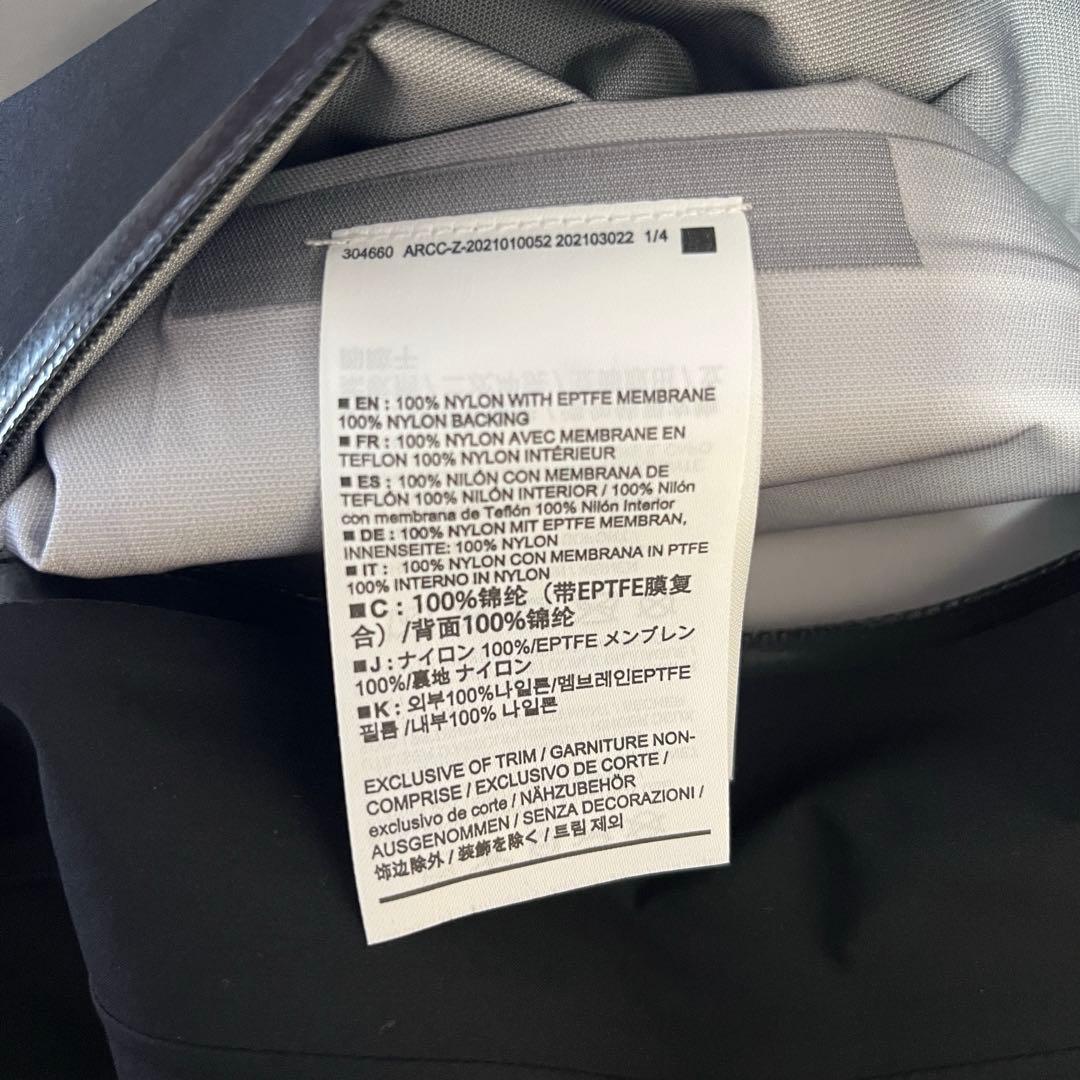 304660 ARCC-Z-2021010052 202103022 1/4
■ EN : 100% NYLON WITH EPTFE MEMBRANE
100% NYLON BACKING
■ FR : 100% NYLON AVEC MEMBRANE EN
TEFLON 100% NYLON INTÉRIEUR
■ ES : 100% NILÓN CON MEMBRANA DE
TEFLÓN 100% NILÓN INTERIOR / 100% Nilón
con membrana de Teflón 100% Nilón Interior
■ DE : 100% NYLON MIT EPTFE MEMBRAN,
INNENSEITE: 100% NYLON
■ IT : 100% NYLON CON MEMBRANA IN PTFE
100% INTERNO IN NYLON
■ C : 100%锦纶（带EPTFE膜复
合）/背面100%锦纶
■ J : ナイロン 100%/EPTFE メンブレン
100%/裏地 ナイロン
■ K : 외부100%나일론/멤브레인EPTFE
필름 /내부100% 나일론
EXCLUSIVE OF TRIM / GARNITURE NON-
COMPRISE / EXCLUSIVO DE CORTE /
exclusivo de corte / NÄHZUBEHÖR
AUSGENOMMEN / SENZA DECORAZIONI /
饰边除外 / 装飾を除く / 트림 제외